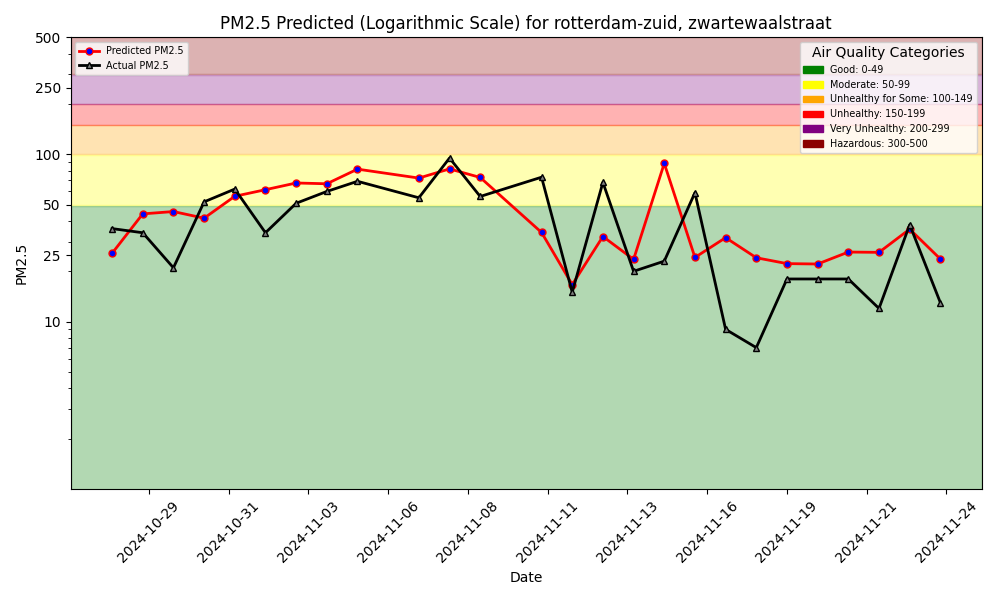 PM2.5 Predicted (Logarithmic Scale) for rotterdam-zuid, zwartewaalstraat
500
250
100
50
25
10
PM2.5
Predicted PM2.5
Actual PM2.5
Air Quality Categories
Good: 0-49
Moderate: 50-99
Unhealthy for Some: 100-149
Unhealthy: 150-199
Very Unhealthy: 200-299
Hazardous: 300-500
2024-10-29
2024-10-31
2024-11-03
2024-11-06
2024-11-08
2024-11-11
2024-11-13
2024-11-16
2024-11-19
2024-11-21
2024-11-24
Date